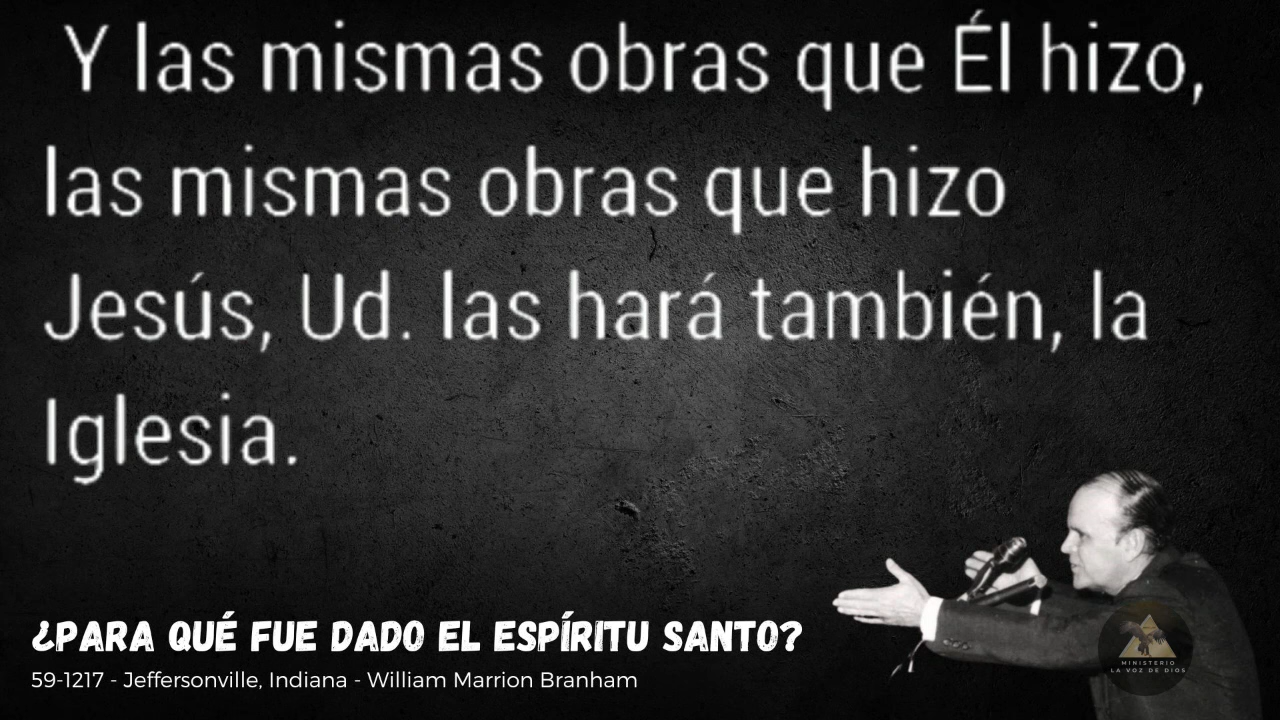 Y las mismas obras que Él hizo,
las mismas obras que hizo
Jesús, Ud. las hará también, la
Iglesia.
¿PARA QUÉ FUE DADO EL ESPÍRITU SANTO?
59-1217 - Jeffersonville, Indiana - William Marrion Branham
MINISTERIO
LA VOZ DE DIOS